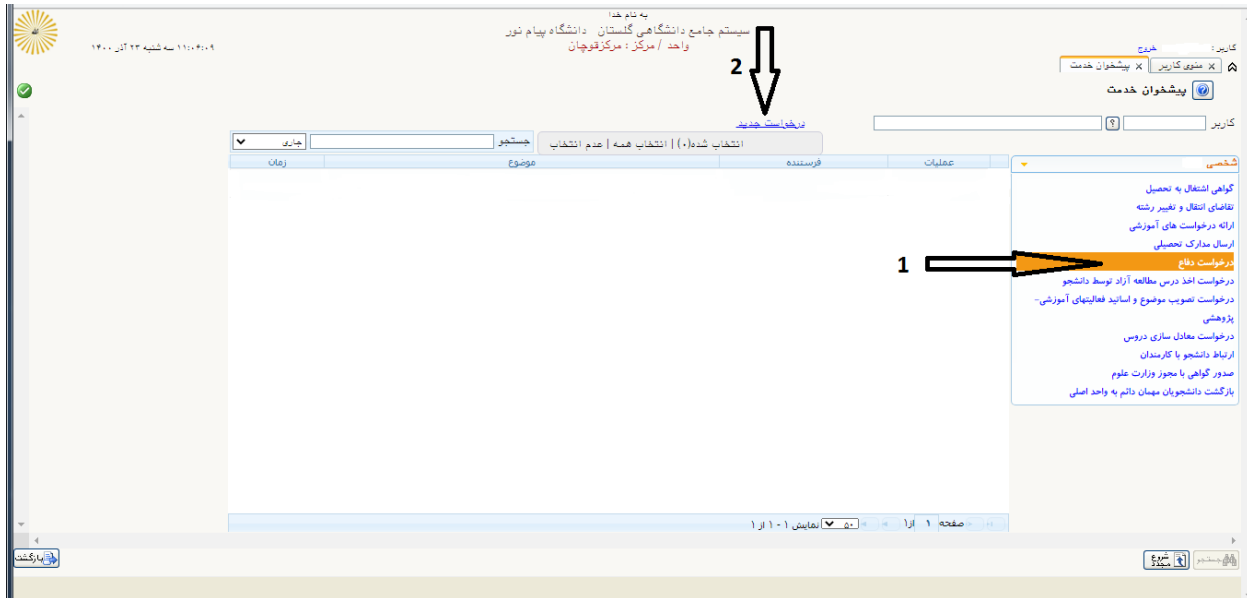 به نام خدا
سیستم جامع دانشگاهی گلستان دانشگاه پیام نور
واحد / مرکز : مرکزقوچان
۱۱:۰۶:۰۹ سه شنبه ۲۳ آذر ۱۴۰۰
کاربر : خروج
x منوی کاربر x پیشخوان خدمت
پیشخوان خدمت
2
کاربر ?
درخواست جدید
انتخاب شده(۰) | انتخاب همه | عدم انتخاب جستجو جاری
عملیات فرستنده موضوع زمان
شخصی
گواهی اشتغال به تحصیل
تقاضای انتقال و تغییر رشته
ارائه درخواست های آموزشی
ارسال مدارک تحصیلی
درخواست دفاع
1
درخواست اخذ درس مطالعه آزاد توسط دانشجو
درخواست تصویب موضوع و اساتید فعالیتهای آموزشی-
پژوهشی
درخواست معادل سازی دروس
ارتباط دانشجو با کارمندان
صدور گواهی با مجوز وزارت علوم
بازگشت دانشجویان مهمان دائم به واحد اصلی
صفحه ۱ از۱ ۵۰ نمایش ۱ - ۱ از ۱
جستجو شروع مجدد بازگشت